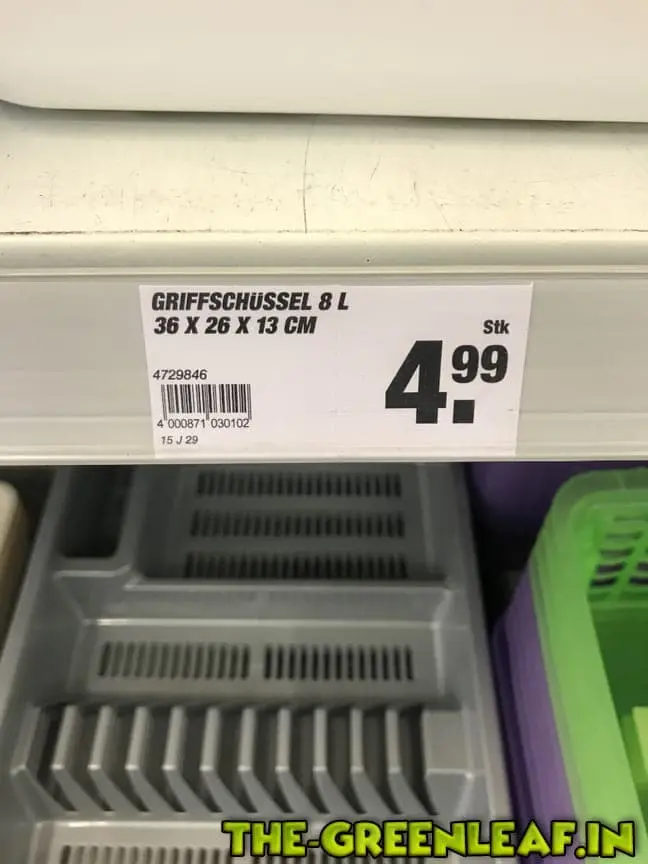 GRIFFSCHÜSSEL 8 L
36 X 26 X 13 CM
Stk
4.99
4729846
4 000871 030102
15 J 29
THE-GREENLEAF.IN